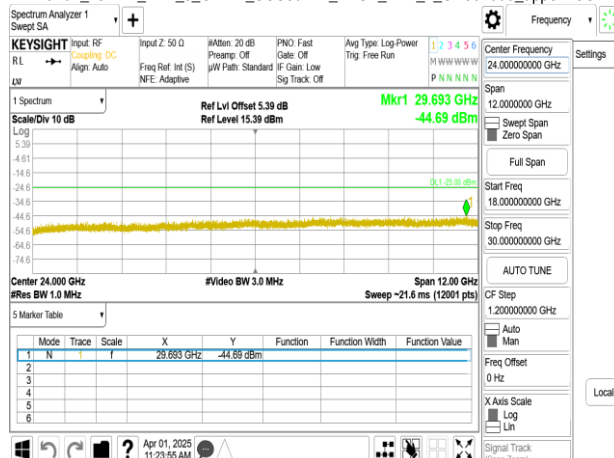 Spectrum Analyzer 1
Swept SA
+
Frequency
Settings
KEYSIGHT
RL
Input: RF
Coupling: DC
Align: Auto
Input Z: 50 Ω
Freq Ref: Int (S)
NFE: Adaptive
#Atten: 20 dB
Preamp: Off
µW Path: Standard
PNO: Fast
Gate: Off
IF Gain: Low
Sig Track: Off
Avg Type: Log-Power
Trig: Free Run
1 2 3 4 5 6
M W W W W W
P N N N N N
Center Frequency
24.000000000 GHz
Span
12.0000000 GHz
Swept Span
Zero Span
Full Span
Start Freq
18.000000000 GHz
Stop Freq
30.000000000 GHz
AUTO TUNE
CF Step
1.200000000 GHz
Auto
Man
Freq Offset
0 Hz
X Axis Scale
Log
Lin
Signal Track
Local
1 Spectrum
Scale/Div 10 dB
Log
Ref Lvl Offset 5.39 dB
Ref Level 15.39 dBm
Mkr1 29.693 GHz
-44.69 dBm
5.39
-4.61
-14.6
-24.6
-34.6
-44.6
-54.6
-64.6
-74.6
DL1 -25.00 dBm
1
Center 24.000 GHz
#Res BW 1.0 MHz
#Video BW 3.0 MHz
Span 12.00 GHz
Sweep ~21.6 ms (12001 pts)
5 Marker Table
Mode Trace Scale X Y Function Function Width Function Value
1 N 1 f 29.693 GHz -44.69 dBm
2
3
4
5
6
?
Apr 01, 2025
11:23:55 AM